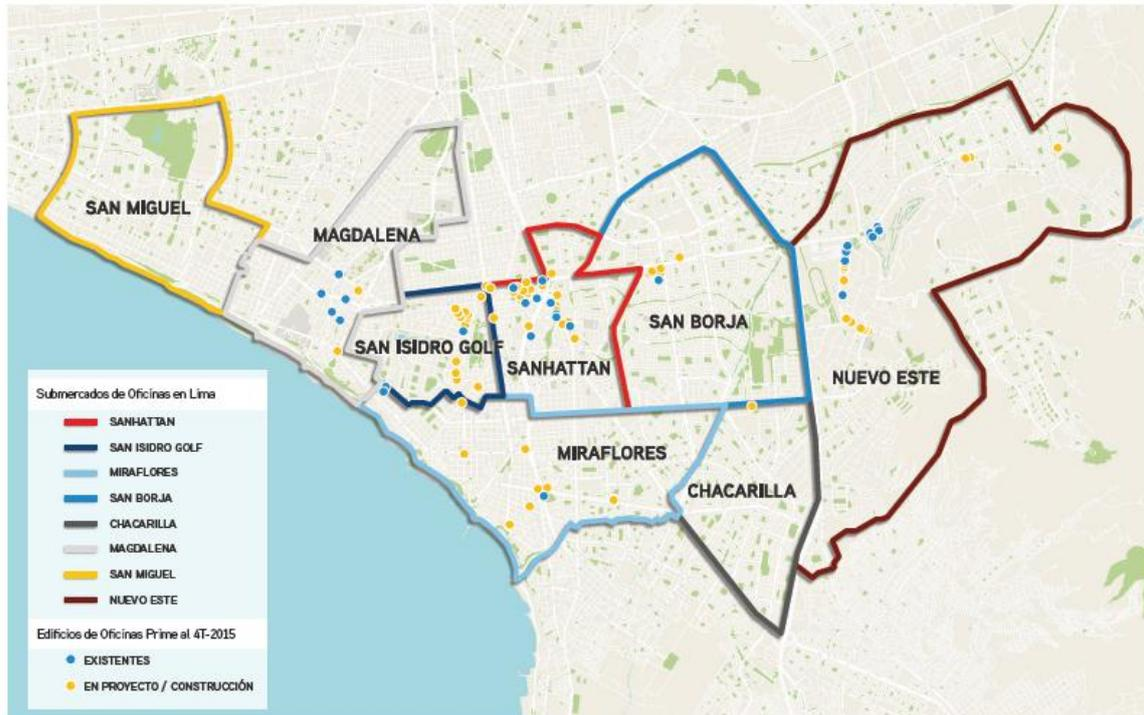 SAN MIGUEL
MAGDALENA
SAN ISIDRO GOLF
SANHATTAN
SAN BORJA
NUEVO ESTE
MIRAFLORES
CHACARILLA
Submercados de Oficinas en Lima
SANHATTAN
SAN ISIDRO GOLF
MIRAFLORES
SAN BORJA
CHACARILLA
MAGDALENA
SAN MIGUEL
NUEVO ESTE
Edificios de Oficinas Prime al 4T-2015
EXISTENTES
EN PROYECTO / CONSTRUCCIÓN